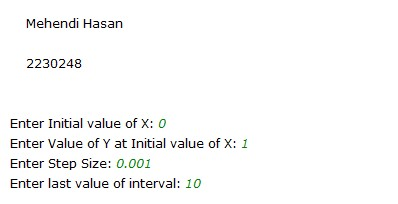 Mehendi Hasan
2230248
Enter Initial value of X: 0
Enter Value of Y at Initial value of X: 1
Enter Step Size: 0.001
Enter last value of interval: 10